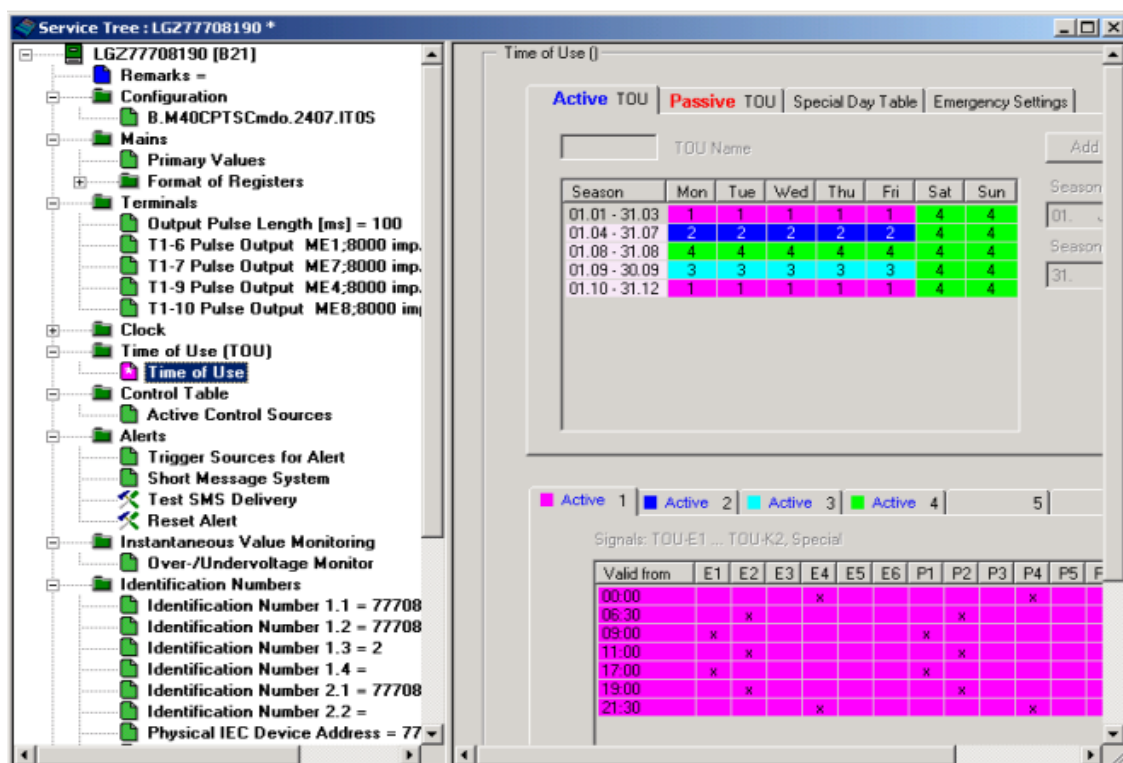 Service Tree : LGZ77708190 *
LGZ77708190 [B21]
Remarks =
Configuration
B.M40CPTSCmdo.2407.IT0S
Mains
Primary Values
Format of Registers
Terminals
Output Pulse Length [ms] = 100
T1-6 Pulse Output ME1;8000 imp.
T1-7 Pulse Output ME7;8000 imp.
T1-9 Pulse Output ME4;8000 imp.
T1-10 Pulse Output ME8;8000 im
Clock
Time of Use (TOU)
Time of Use
Control Table
Active Control Sources
Alerts
Trigger Sources for Alert
Short Message System
Test SMS Delivery
Reset Alert
Instantaneous Value Monitoring
Over-/Undervoltage Monitor
Identification Numbers
Identification Number 1.1 = 77708
Identification Number 1.2 = 77708
Identification Number 1.3 = 2
Identification Number 1.4 =
Identification Number 2.1 = 77708
Identification Number 2.2 =
Physical IEC Device Address = 77
Time of Use ()
Active TOU Passive TOU Special Day Table Emergency Settings
TOU Name Add
Season Mon Tue Wed Thu Fri Sat Sun
01.01 - 31.03 1 1 1 1 1 4 4
01.04 - 31.07 2 2 2 2 2 4 4
01.08 - 31.08 4 4 4 4 4 4 4
01.09 - 30.09 3 3 3 3 3 4 4
01.10 - 31.12 1 1 1 1 1 4 4
Season
01.
Season
31.
Active 1 Active 2 Active 3 Active 4 5
Signals: TOU-E1 ... TOU-K2, Special
Valid from E1 E2 E3 E4 E5 E6 P1 P2 P3 P4 P5
00:00 x x
06:30 x x
09:00 x x
11:00 x x
17:00 x x
19:00 x x
21:30 x x